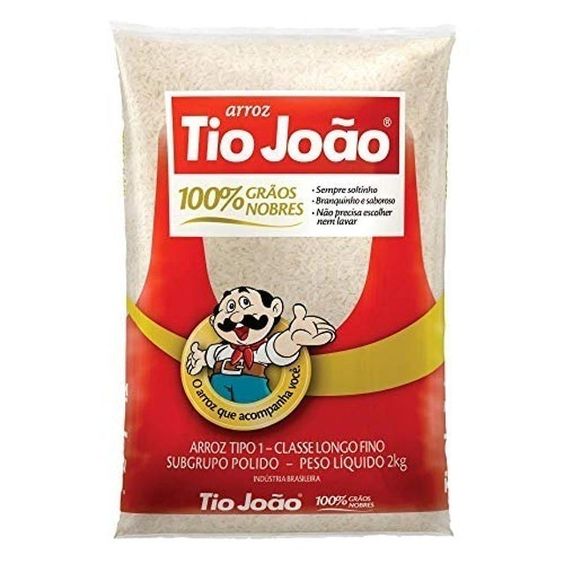 arroz
Tio João®
100% GRÃOS NOBRES
• Sempre soltinho
• Branquinho e saboroso
• Não precisa escolher
nem lavar
O arroz que acompanha você.
ARROZ TIPO 1 – CLASSE LONGO FINO
SUBGRUPO POLIDO – PESO LÍQUIDO 2kg
INDÚSTRIA BRASILEIRA
Tio João 100% GRÃOS NOBRES